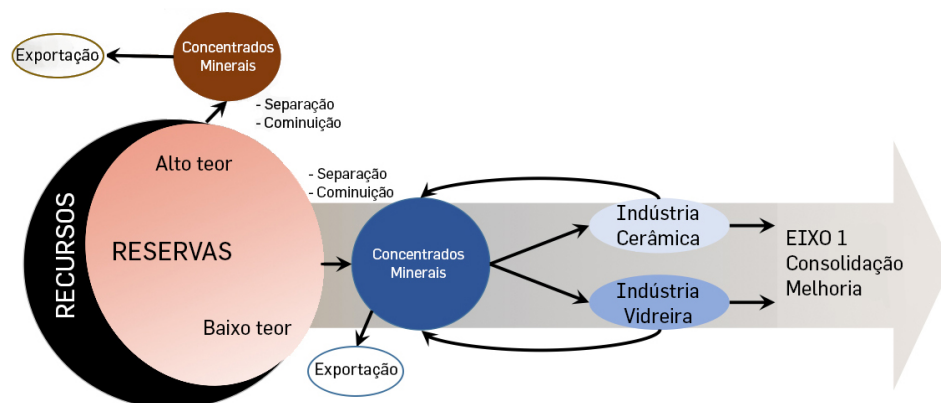 Exportação
Concentrados
Minerais
- Separação
- Cominuição
Alto teor
- Separação
- Cominuição
RECURSOS
RESERVAS
Baixo teor
Concentrados
Minerais
Exportação
Indústria
Cerâmica
Indústria
Vidreira
EIXO 1
Consolidação
Melhoria